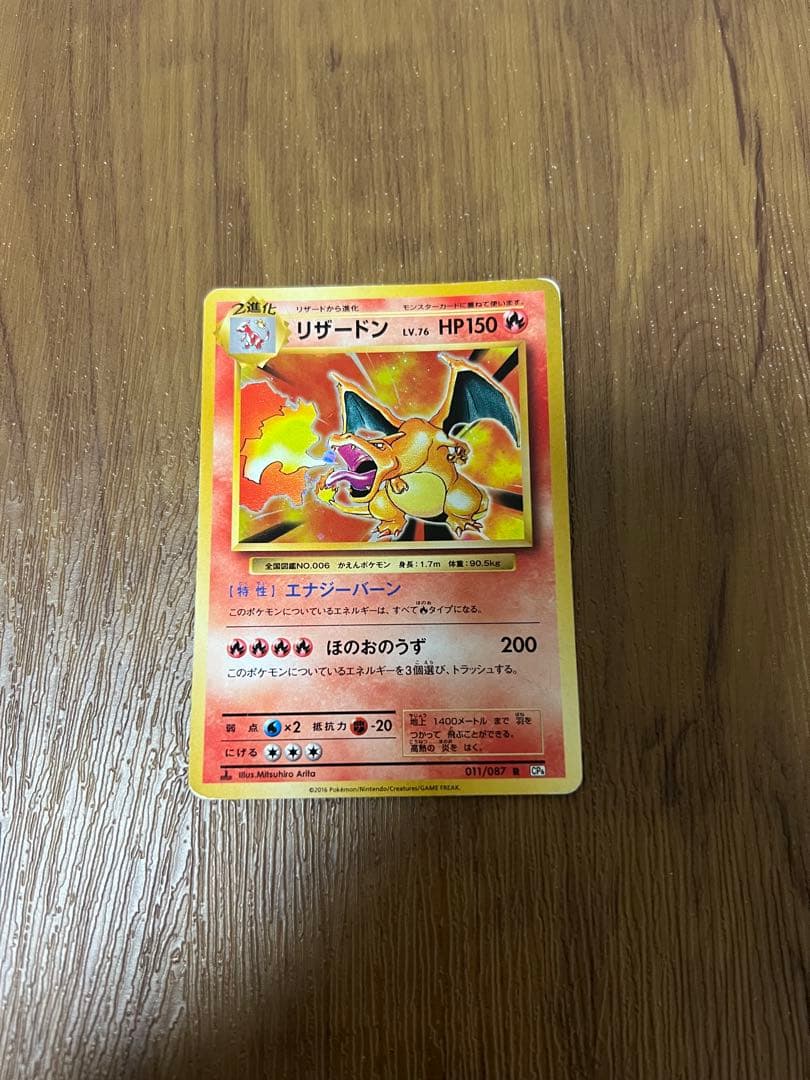 2進化
リザードから進化
モンスターカードに重ねて使います。
リザードン LV.76 HP150
全国図鑑NO.006 かえんポケモン 身長：1.7m 体重：90.5kg
［特性］エナジーバーン
このポケモンについているエネルギーは、すべてタイプになる。
ほのおのうず 200
このポケモンについているエネルギーを3個選び、トラッシュする。
弱点 ×2 抵抗力 -20
にげる
地上 1400メートル まで 羽を
つかって 飛ぶことができる。
高熱の 炎を はく。
Illus.Mitsuhiro Arita
011/087 R CP6
©2016 Pokémon/Nintendo/Creatures/GAME FREAK.